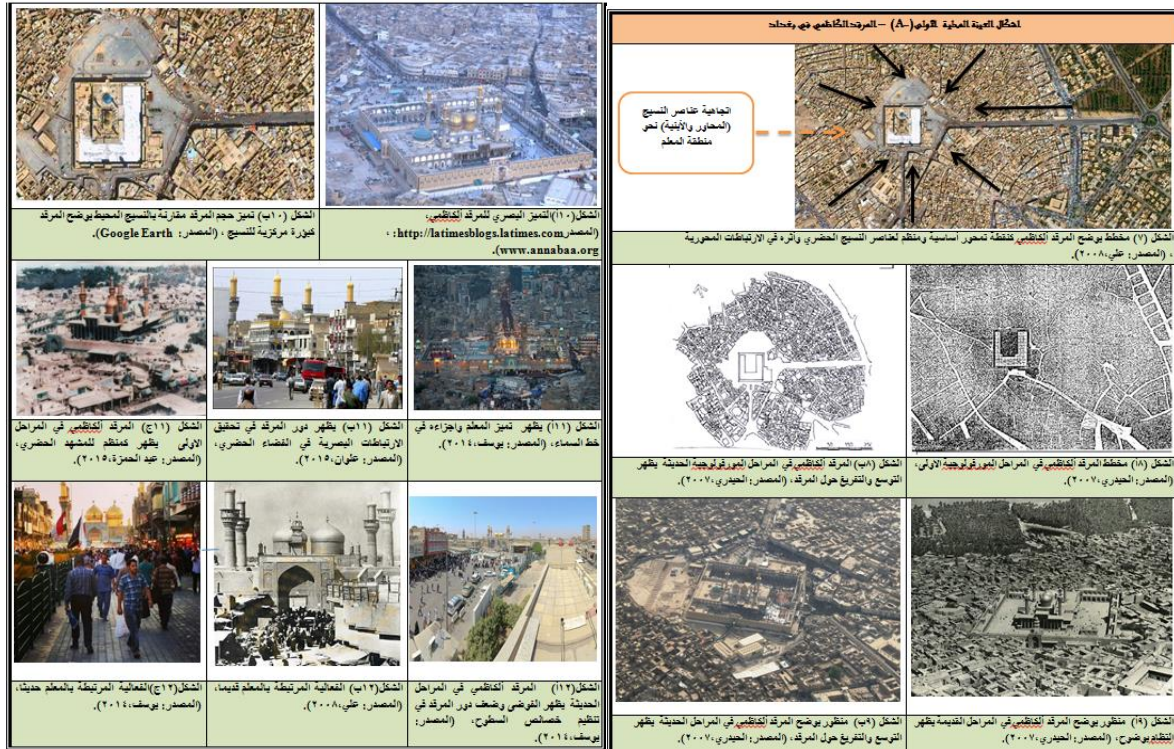 اشكال العينة المحلية الأولى (A-) – المرقد الكاظمي في بغداد
اتجاهية عناصر النسيج
(المحاور والأبنية) نحو
منطقة المعلم
الشكل (٧) مخطط يوضح المرقد الكاظمي كنقطة تمحور أساسية ومنظم لعناصر النسيج الحضري وأثره في الارتباطات المحورية
، (المصدر: علي،٢٠٠٨).
الشكل (٨أ) مخطط المرقد الكاظمي في المراحل المورفولوجية الاولى،
(المصدر: الحيدري،٢٠٠٧).
الشكل (٨ب) المرقد الكاظمي في المراحل المورفولوجية الحديثة يظهر
التوسع والتفريغ حول المرقد، (المصدر: الحيدري،٢٠٠٧).
الشكل (٩أ) منظور يوضح المرقد الكاظمي في المراحل القديمة يظهر
النظام بوضوح، (المصدر: الحيدري،٢٠٠٧).
الشكل (٩ب) منظور يوضح المرقد الكاظمي في المراحل الحديثة يظهر
التوسع والتفريغ حول المرقد، (المصدر: الحيدري،٢٠٠٧).
الشكل(١٠أ)التميز البصري للمرقد الكاظمي،
(المصدر:http://latimesblogs.latimes.com ،
www.annabaa.org).
الشكل (١٠ب) تميز حجم المرقد مقارنة بالنسيج المحيط يوضح المرقد
كبؤرة مركزية للنسيج ، (المصدر: Google Earth).
الشكل (١١أ) يظهر تميز المعلم واجزاءه في
خط السماء، (المصدر: يوسف،٢٠١٤).
الشكل (١١ب) يظهر دور المرقد في تحقيق
الارتباطات البصرية في الفضاء الحضري،
(المصدر: علوان،٢٠١٥).
الشكل (١١ج) المرقد الكاظمي في المراحل
الاولى يظهر كمنظم للمشهد الحضري،
(المصدر: عبد الحمزة،٢٠١٥).
الشكل(١٢أ) المرقد الكاظمي في المراحل
الحديثة يظهر الفوضى وضعف دور المرقد في
تنظيم خصائص السطوح، (المصدر:
يوسف،٢٠١٤).
الشكل(١٢ب) الفعالية المرتبطة بالمعلم قديما،
(المصدر: علي،٢٠٠٨).
الشكل(١٢ج)الفعالية المرتبطة بالمعلم حديثا،
(المصدر: يوسف،٢٠١٤).